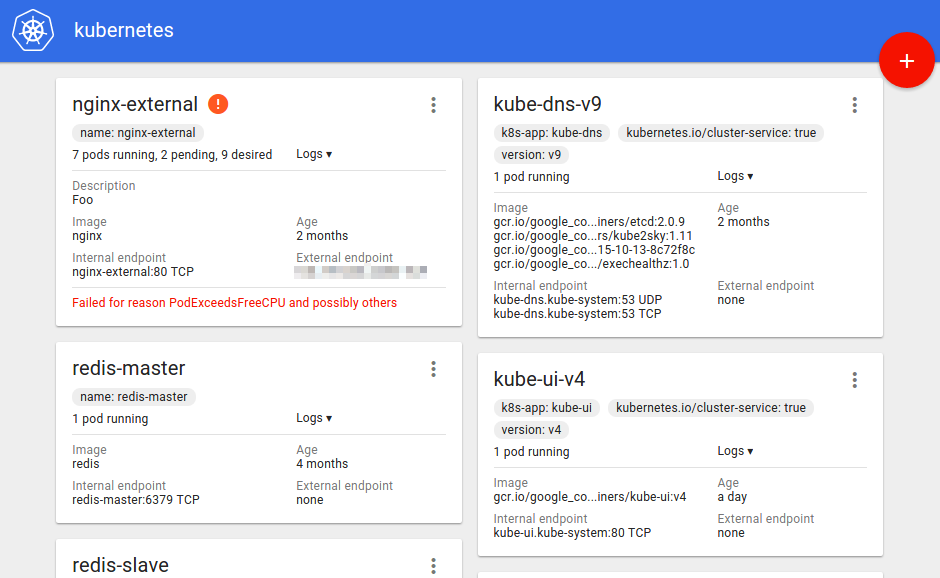 kubernetes
+
nginx-external !
name: nginx-external
7 pods running, 2 pending, 9 desired Logs ▾
Description
Foo
Image Age
nginx 2 months
Internal endpoint External endpoint
nginx-external:80 TCP
Failed for reason PodExceedsFreeCPU and possibly others
redis-master
name: redis-master
1 pod running Logs ▾
Image Age
redis 4 months
Internal endpoint External endpoint
redis-master:6379 TCP none
redis-slave
kube-dns-v9
k8s-app: kube-dns kubernetes.io/cluster-service: true
version: v9
1 pod running Logs ▾
Image Age
gcr.io/google_co...iners/etcd:2.0.9 2 months
gcr.io/google_co...rs/kube2sky:1.11
gcr.io/google_co...15-10-13-8c72f8c
gcr.io/google_co.../exechealthz:1.0
Internal endpoint External endpoint
kube-dns.kube-system:53 UDP none
kube-dns.kube-system:53 TCP
kube-ui-v4
k8s-app: kube-ui kubernetes.io/cluster-service: true
version: v4
1 pod running Logs ▾
Image Age
gcr.io/google_co...iners/kube-ui:v4 a day
Internal endpoint External endpoint
kube-ui.kube-system:80 TCP none